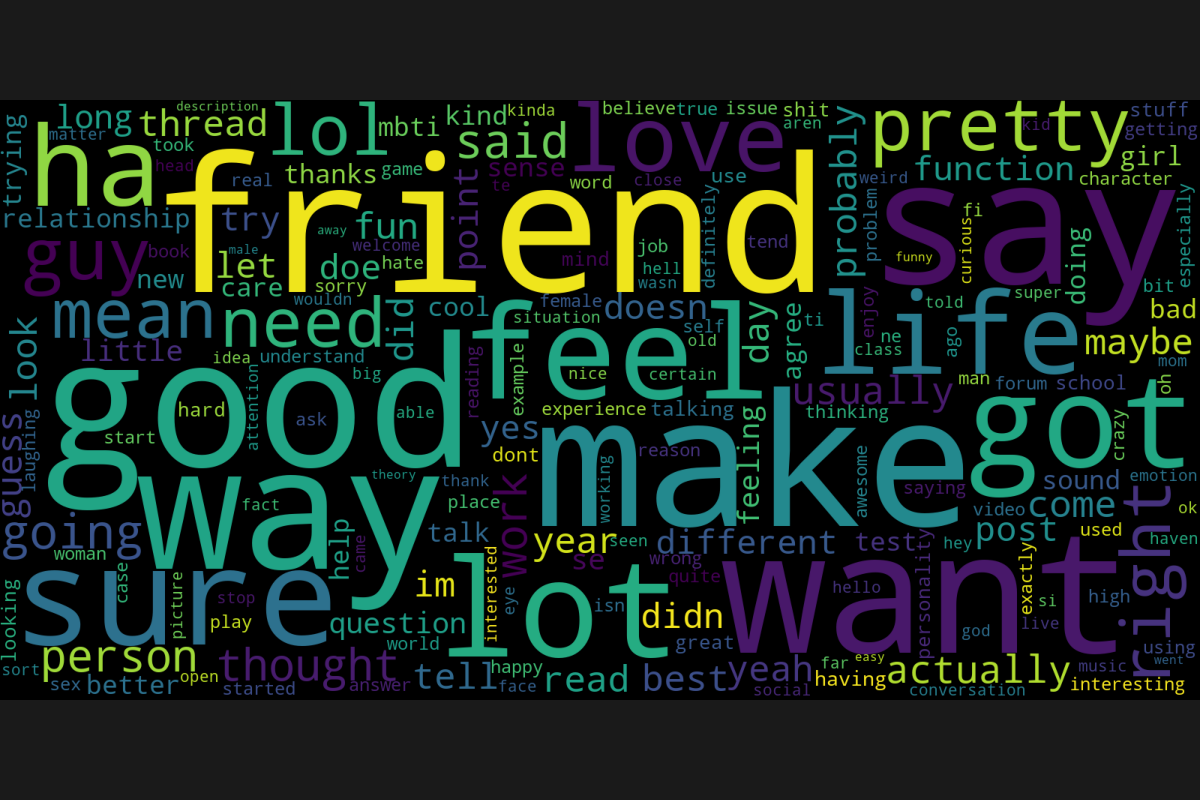 description
long
thread
lol
mbti
kind
kinda
believe
true
issue
shit
stuff
trying
matter
took
ha
said
love
aren
probably
pretty
kid
getting
girl
head
real
thanks
game
sense
te
word
close
use
weird
function
character
friend
say
relationship
try
away
fun
point
definitely
problem
fi
especially
guy
book
male
welcome
job
tend
curious
doing
new
let
doe
hate
mind
hell
wasn
funny
care
sorry
super
bit
mean
need
wouldn
did
cool
female
situation
doesn
self
day
agree
ti
life
enjoy
told
bad
look
little
idea
understand
feel
old
ne
class
ago
maybe
mom
big
reading
example
nice
certain
usually
man
forum
school
oh
good
hard
attention
ask
able
experience
talking
thinking
got
crazy
guess
laughing
start
yes
dont
make
reason
feeling
way
theory
thank
place
working
awesome
saying
sound
emotion
fact
work
video
come
right
ok
going
woman
help
came
talk
year
seen
different
test
hey
post
used
haven
case
se
wrong
personality
exactly
looking
sure
picture
stop
im
interested
eye
lot
quite
want
hello
si
high
play
isn
didn
god
live
question
world
great
using
sort
person
open
thought
happy
yeah
far
easy
actually
music
went
sex
better
started
answer
tell
face
read
best
social
having
conversation
interesting